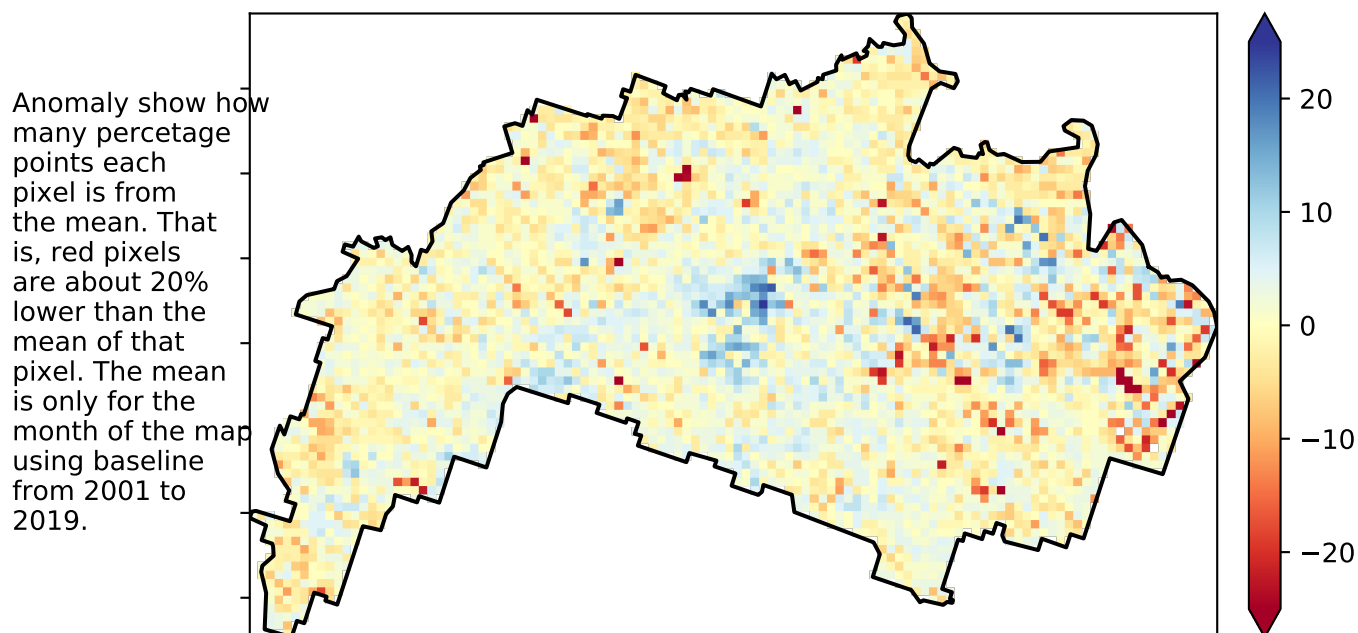 Anomaly show how
many percetage
points each
pixel is from
the mean. That
is, red pixels
are about 20%
lower than the
mean of that
pixel. The mean
is only for the
month of the map
using baseline
from 2001 to
2019.
20
10
0
−10
−20